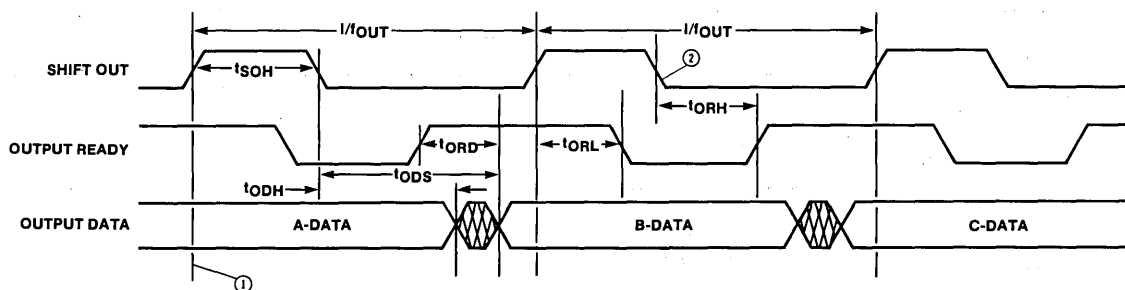 I/fOUT I/fOUT
SHIFT OUT
tSOH
②
tORH
OUTPUT READY
tORD tORL
tODS
tODH
OUTPUT DATA
A-DATA B-DATA C-DATA
①